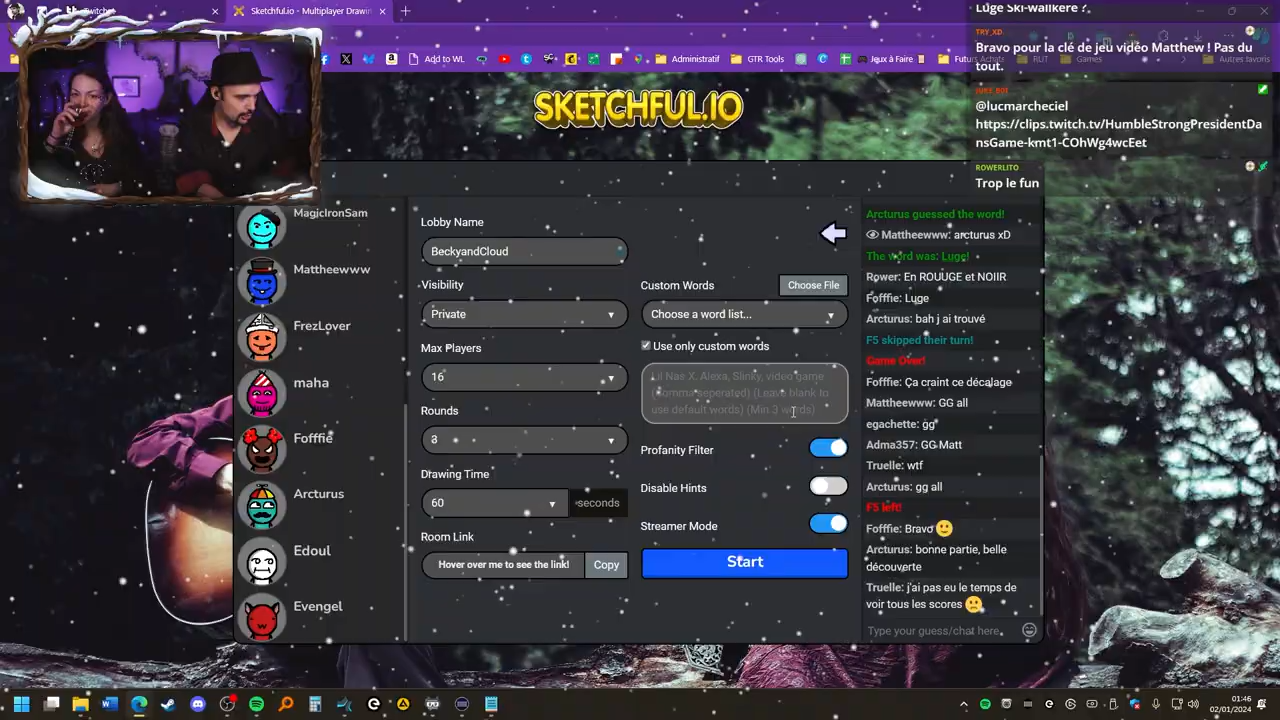 Sketchful.io - Multiplayer Drawin
Add to WL
Administratif
GTR Tools
Jeux à Faire
Futurs Achats
RUT
Games
Autres favoris
SKETCHFUL.IO
TRY_XD
Bravo pour la clé de jeu vidéo Matthew ! Pas du
tout.
@lucmarcheciel
https://clips.twitch.tv/HumbleStrongPresidentDa
nsGame-kmt1-COhWg4wcEet
ROWERLITO
Trop le fun
MagicIronSam
Mattheewww
FrezLover
maha
Fofffie
Arcturus
Edoul
Evengel
Lobby Name
BeckyandCloud
Visibility
Private
Max Players
16
Rounds
3
Drawing Time
60
seconds
Room Link
Hover over me to see the link!
Copy
Custom Words
Choose File
Choose a word list...
Use only custom words
Lil Nas X, Alexa, Slinky, video game
(comma seperated) (Leave blank to
use default words) (Min 3 words)
Profanity Filter
Disable Hints
Streamer Mode
Start
Arcturus guessed the word!
Mattheewww: arcturus xD
The word was: Luge!
Rower: En ROUUGE et NOIIR
Fofffie: Luge
Arcturus: bah j ai trouvé
F5 skipped their turn!
Game Over!
Fofffie: Ça craint ce décalage
Mattheewww: GG all
egachette: gg
Adma357: GG Matt
Truelle: wtf
Arcturus: gg all
F5 left!
Fofffie: Bravo 🙂
Arcturus: bonne partie, belle
découverte
Truelle: j'ai pas eu le temps de
voir tous les scores 🙁
Type your guess/chat here.
01:46
02/01/2024